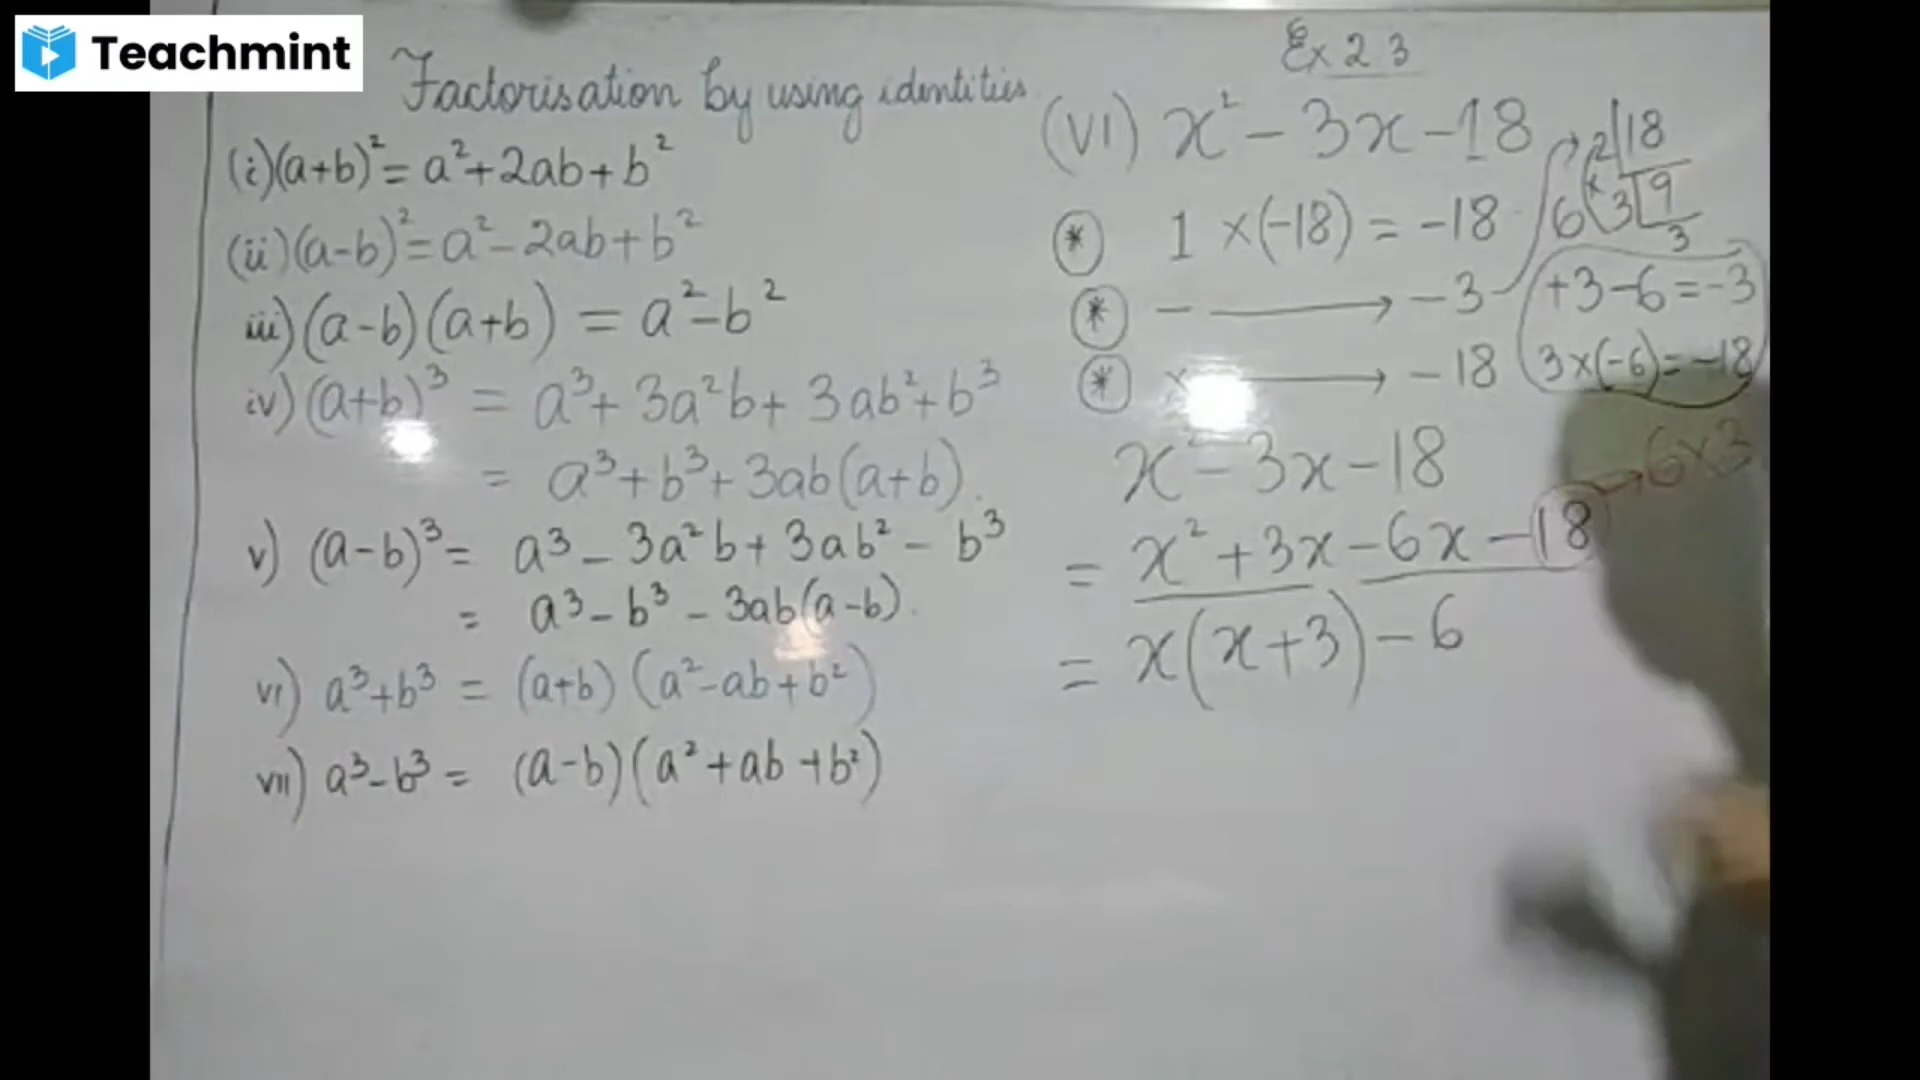 Teachmint
Factorisation by using identities
(i) (a+b)² = a²+2ab+b²
(ii) (a-b)² = a²-2ab+b²
iii) (a-b)(a+b) = a²-b²
iv) (a+b)³ = a³+3a²b+3ab²+b³
= a³+b³+3ab(a+b).
v) (a-b)³ = a³-3a²b+3ab²-b³
= a³-b³-3ab(a-b).
vi) a³+b³ = (a+b)(a²-ab+b²)
vii) a³-b³ = (a-b)(a²+ab+b²)
Ex 2 3
(VI) x²-3x-18
2|18
6 × 3|9
3
* 1 ×(-18) = -18
* - → -3
+3-6=-3
* × → -18
3×(-6)=-18
x²-3x-18
→6×3
= x²+3x-6x-18
= x(x+3)-6